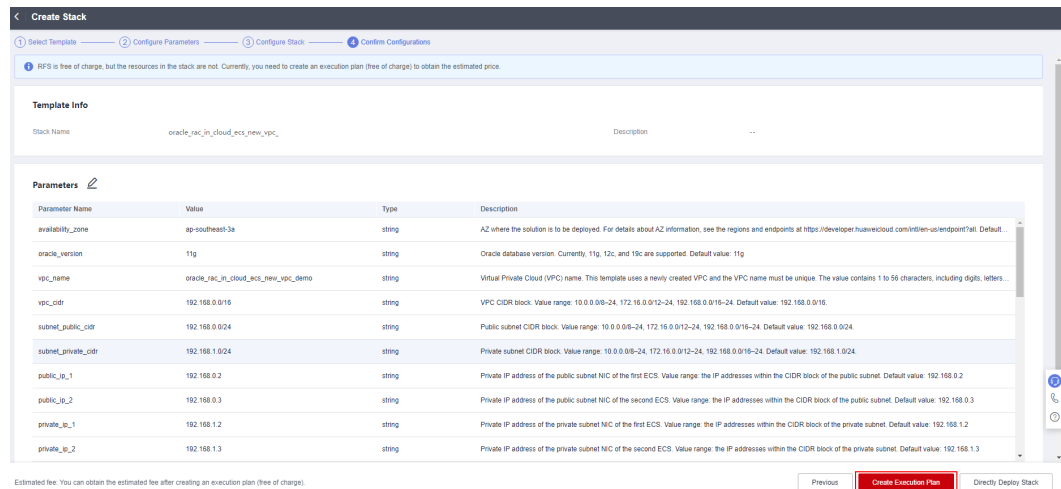 Create Stack
1 Select Template 2 Configure Parameters 3 Configure Stack 4 Confirm Configurations
RFS is free of charge, but the resources in the stack are not. Currently, you need to create an execution plan (free of charge) to obtain the estimated price.
Template Info
Stack Name oracle_rac_in_cloud_ecs_new_vpc_ Description --
Parameters
Parameter Name Value Type Description
availability_zone ap-southeast-3a string AZ where the solution is to be deployed. For details about AZ information, see the regions and endpoints at https://developer.huaweicloud.com/intl/en-us/endpoint?all. Default...
oracle_version 11g string Oracle database version. Currently, 11g, 12c, and 19c are supported. Default value: 11g
vpc_name oracle_rac_in_cloud_ecs_new_vpc_demo string Virtual Private Cloud (VPC) name. This template uses a newly created VPC and the VPC name must be unique. The value contains 1 to 56 characters, including digits, letters...
vpc_cidr 192.168.0.0/16 string VPC CIDR block. Value range: 10.0.0.0/8–24, 172.16.0.0/12–24, 192.168.0.0/16–24. Default value: 192.168.0.0/16.
subnet_public_cidr 192.168.0.0/24 string Public subnet CIDR block. Value range: 10.0.0.0/8–24, 172.16.0.0/12–24, 192.168.0.0/16–24. Default value: 192.168.0.0/24.
subnet_private_cidr 192.168.1.0/24 string Private subnet CIDR block. Value range: 10.0.0.0/8–24, 172.16.0.0/12–24, 192.168.0.0/16–24. Default value: 192.168.1.0/24.
public_ip_1 192.168.0.2 string Private IP address of the public subnet NIC of the first ECS. Value range: the IP addresses within the CIDR block of the public subnet. Default value: 192.168.0.2
public_ip_2 192.168.0.3 string Private IP address of the public subnet NIC of the second ECS. Value range: the IP addresses within the CIDR block of the public subnet. Default value: 192.168.0.3
private_ip_1 192.168.1.2 string Private IP address of the private subnet NIC of the first ECS. Value range: the IP addresses within the CIDR block of the private subnet. Default value: 192.168.1.2
private_ip_2 192.168.1.3 string Private IP address of the private subnet NIC of the second ECS. Value range: the IP addresses within the CIDR block of the private subnet. Default value: 192.168.1.3
Estimated fee: You can obtain the estimated fee after creating an execution plan (free of charge). Previous Create Execution Plan Directly Deploy Stack